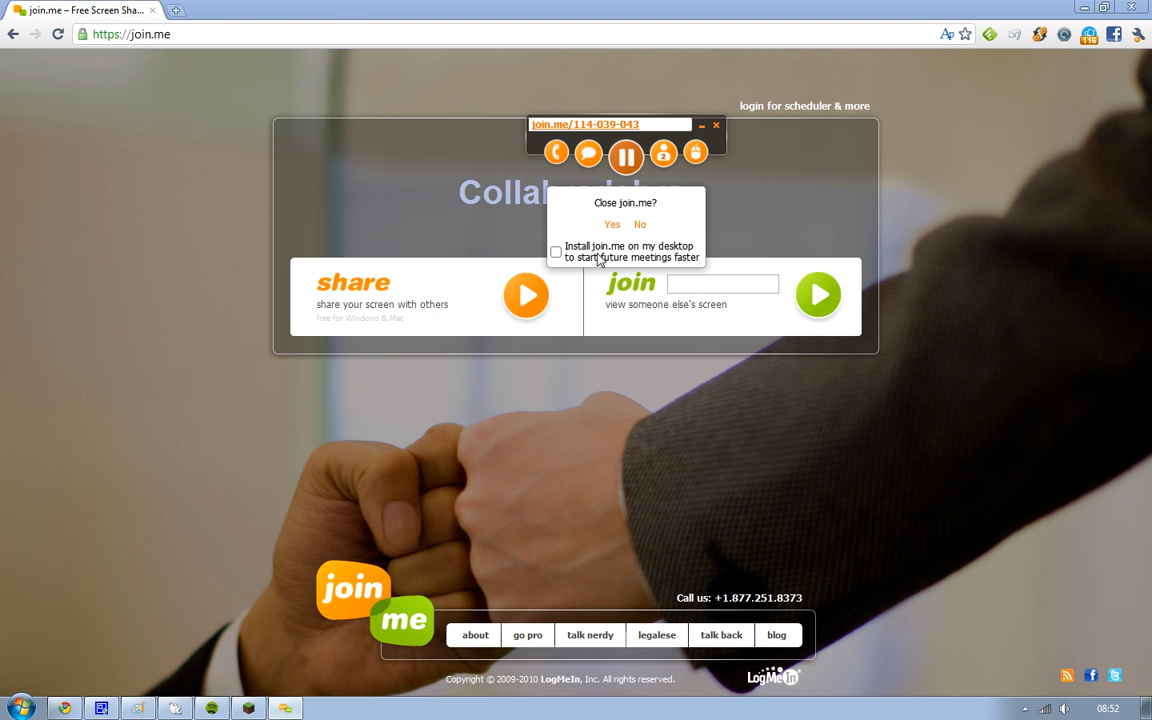 join.me – Free Screen Sha...
https://join.me
116
login for scheduler & more
join.me/114-039-043
2
Close join.me?
Yes No
Install join.me on my desktop
to start future meetings faster
share
share your screen with others
free for Windows & Mac
join
view someone else's screen
join
me
Call us: +1.877.251.8373
about
go pro
talk nerdy
legalese
talk back
blog
Copyright © 2009-2010 LogMeIn, Inc. All rights reserved.
LogMeIn
08:52